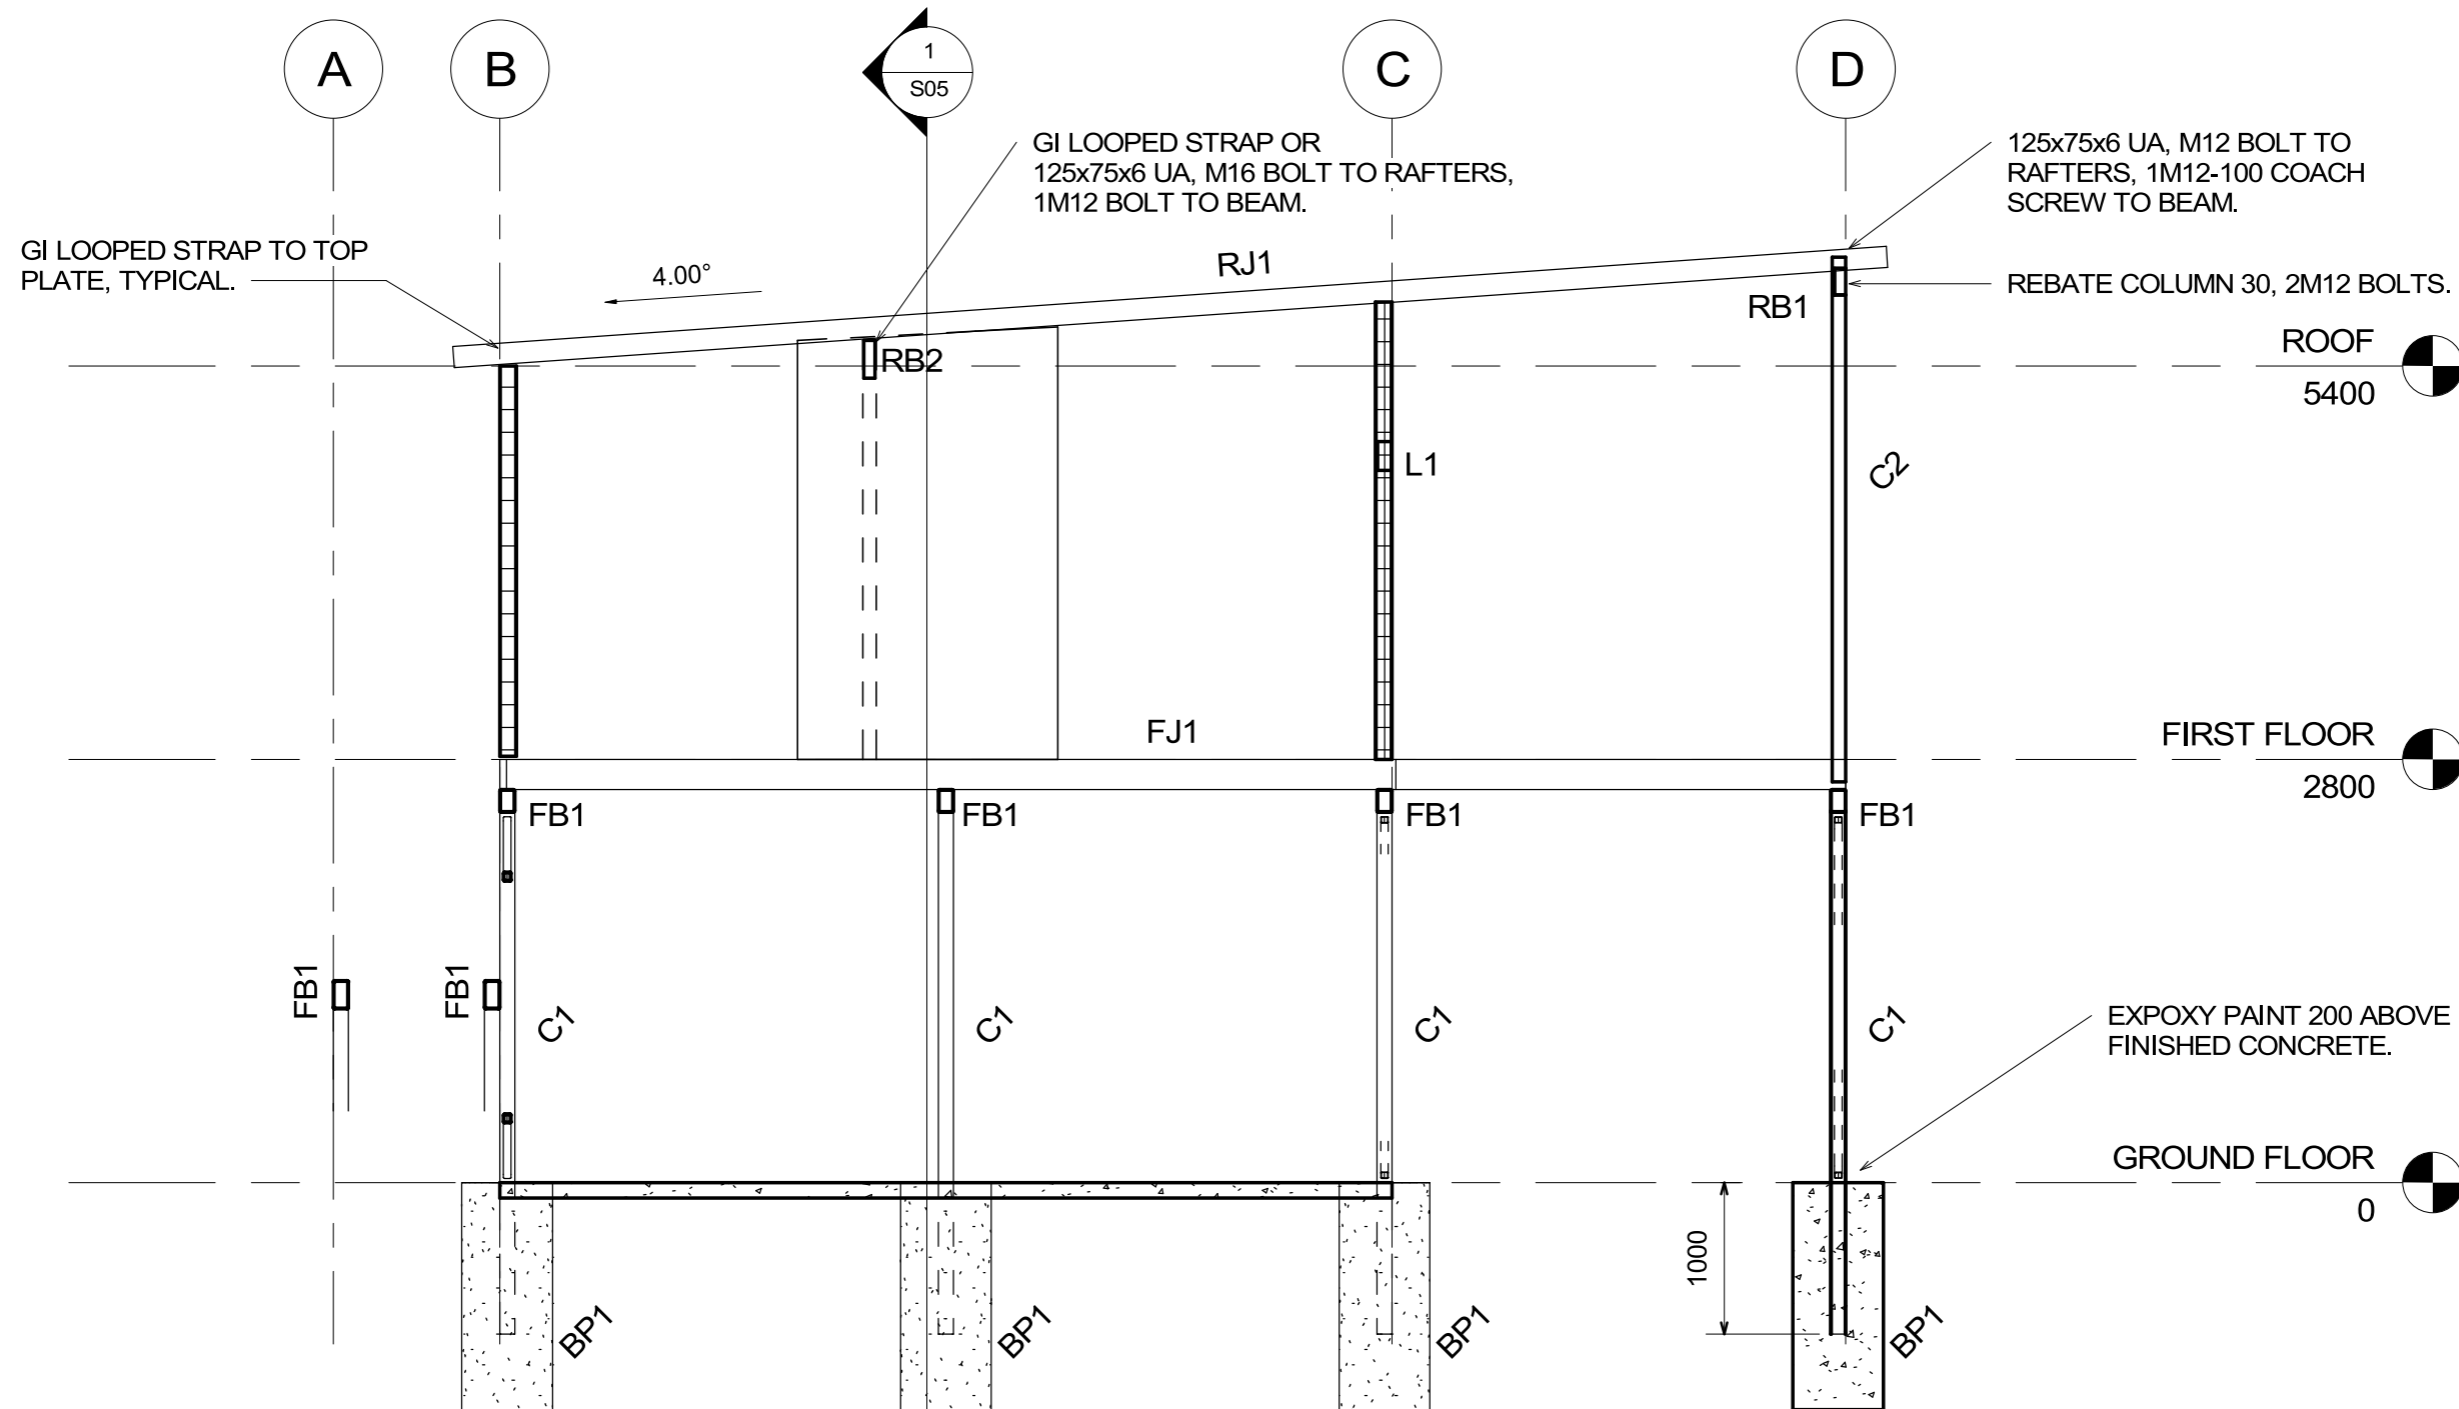 A
B
1
S05
C
D
GI LOOPED STRAP OR
125x75x6 UA, M16 BOLT TO RAFTERS,
1M12 BOLT TO BEAM.
125x75x6 UA, M12 BOLT TO
RAFTERS, 1M12-100 COACH
SCREW TO BEAM.
GI LOOPED STRAP TO TOP
PLATE, TYPICAL.
4.00°
RJ1
REBATE COLUMN 30, 2M12 BOLTS.
RB1
ROOF
5400
RB2
L1
C2
FJ1
FIRST FLOOR
2800
FB1
FB1
FB1
FB1
FB1
FB1
C1
C1
C1
C1
EXPOXY PAINT 200 ABOVE
FINISHED CONCRETE.
GROUND FLOOR
0
1000
BP1
BP1
BP1
BP1